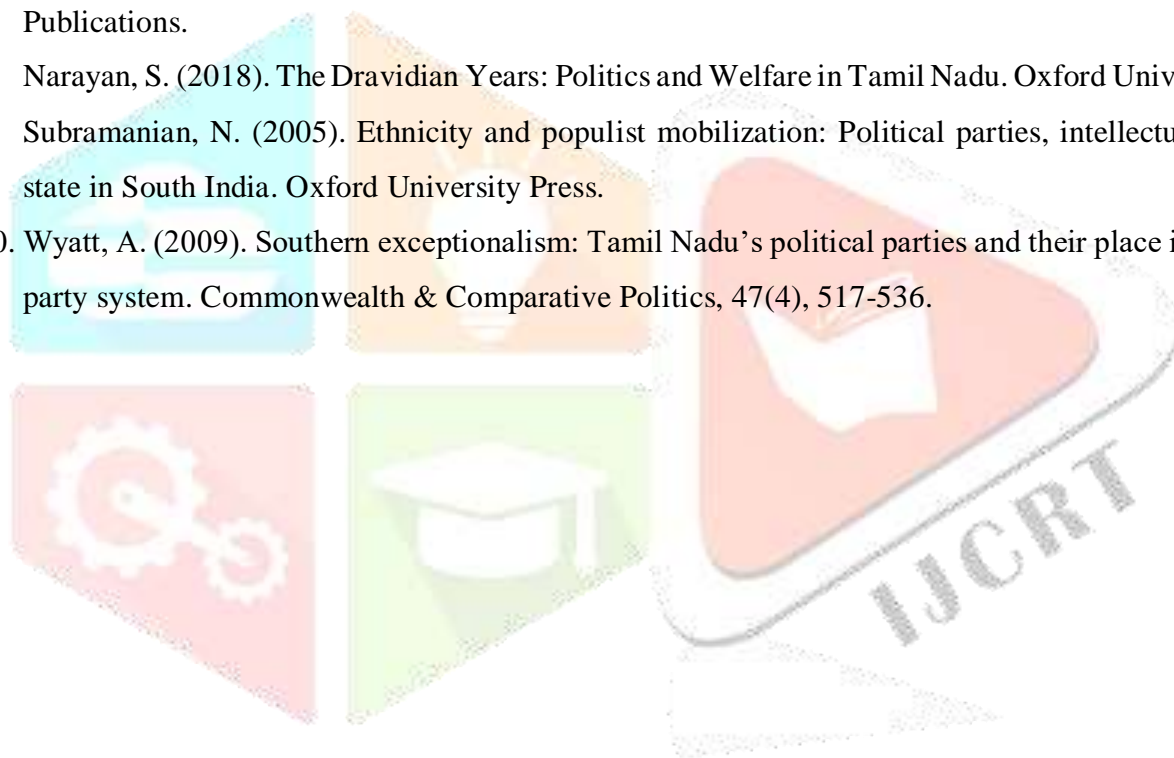 Publications.
Narayan, S. (2018). The Dravidian Years: Politics and Welfare in Tamil Nadu. Oxford Univ
Subramanian, N. (2005). Ethnicity and populist mobilization: Political parties, intellectu
state in South India. Oxford University Press.
0. Wyatt, A. (2009). Southern exceptionalism: Tamil Nadu’s political parties and their place i
party system. Commonwealth & Comparative Politics, 47(4), 517-536.
IJCRT